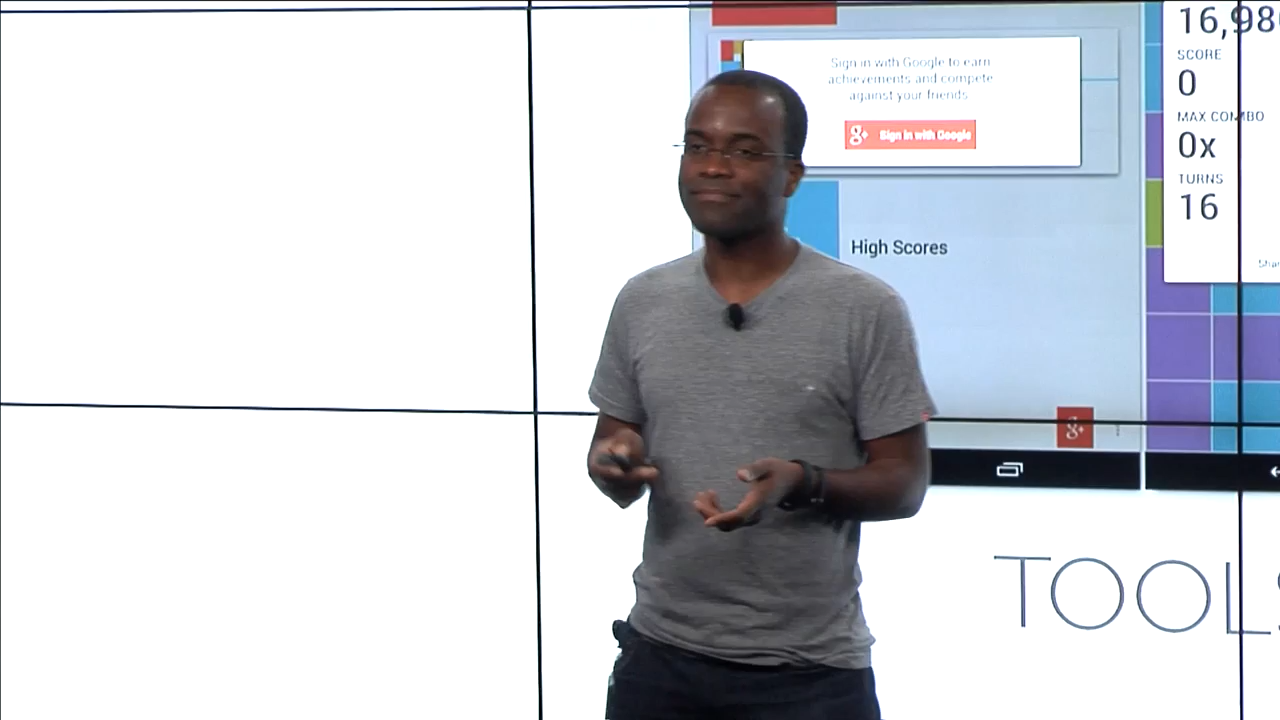 Sign in with Google to earn
achievements and compete
against your friends.
g+ Sign in with Google
High Scores
g+
16,98
SCORE
0
MAX COMBO
0x
TURNS
16
TOOLS